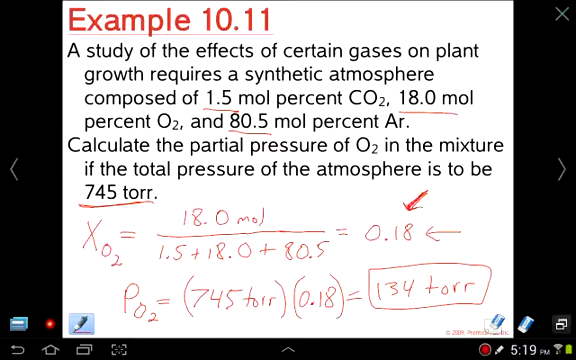 Example 10.11
A study of the effects of certain gases on plant
growth requires a synthetic atmosphere
composed of 1.5 mol percent CO₂, 18.0 mol
percent O₂, and 80.5 mol percent Ar.
Calculate the partial pressure of O₂ in the mixture
if the total pressure of the atmosphere is to be
745 torr.
X_O₂ = 18.0 mol / 1.5 + 18.0 + 80.5 = 0.18 ←
P_O₂ = (745 torr)(0.18) = 134 torr
5:19 PM